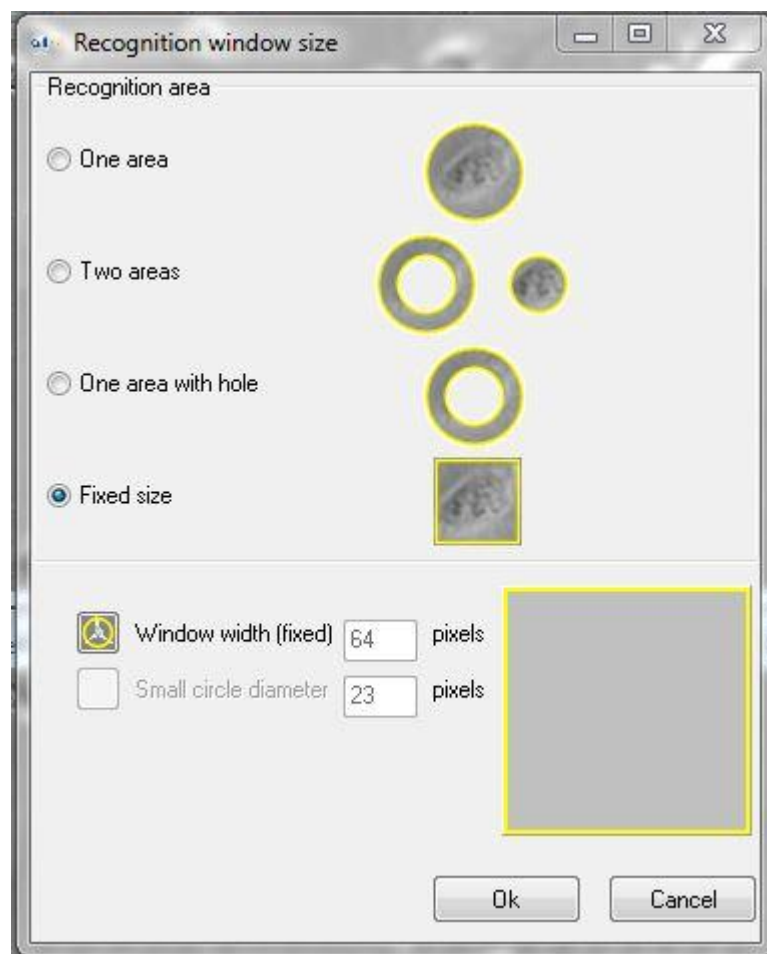 Recognition window size
Recognition area
One area
Two areas
One area with hole
Fixed size
Window width (fixed) 64 pixels
Small circle diameter 23 pixels
Ok Cancel